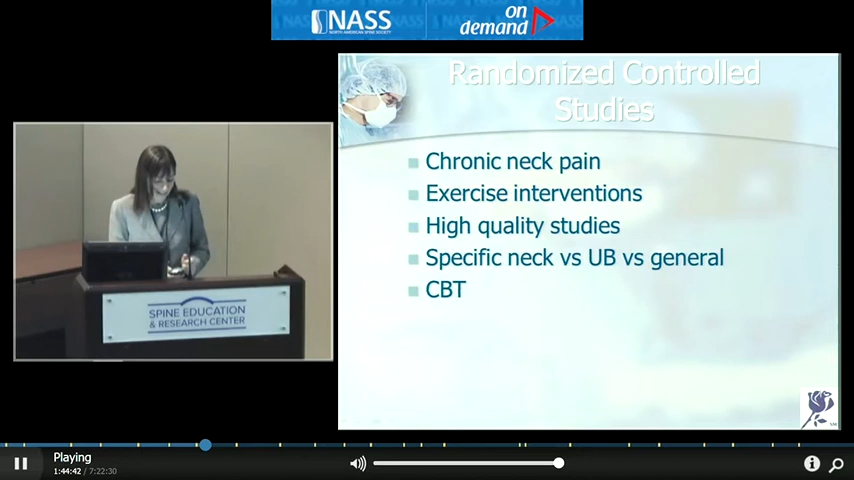 NASS
NORTH AMERICAN SPINE SOCIETY
on
demand
Randomized Controlled
Studies
Chronic neck pain
Exercise interventions
High quality studies
Specific neck vs UB vs general
CBT
SPINE EDUCATION
& RESEARCH CENTER
Playing
1:44:42 / 7:22:30